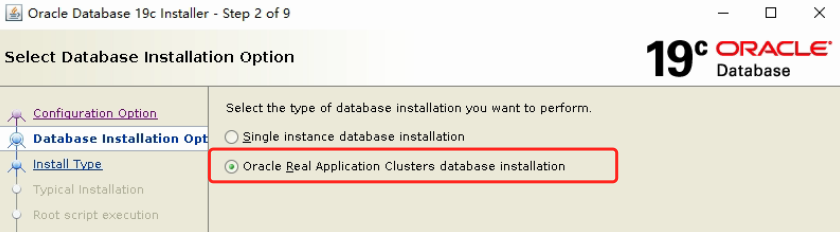 Oracle Database 19c Installer - Step 2 of 9
Select Database Installation Option
19c ORACLE
Database
Configuration Option
Database Installation Opt
Install Type
Typical Installation
Root script execution
Select the type of database installation you want to perform.
Single instance database installation
Oracle Real Application Clusters database installation